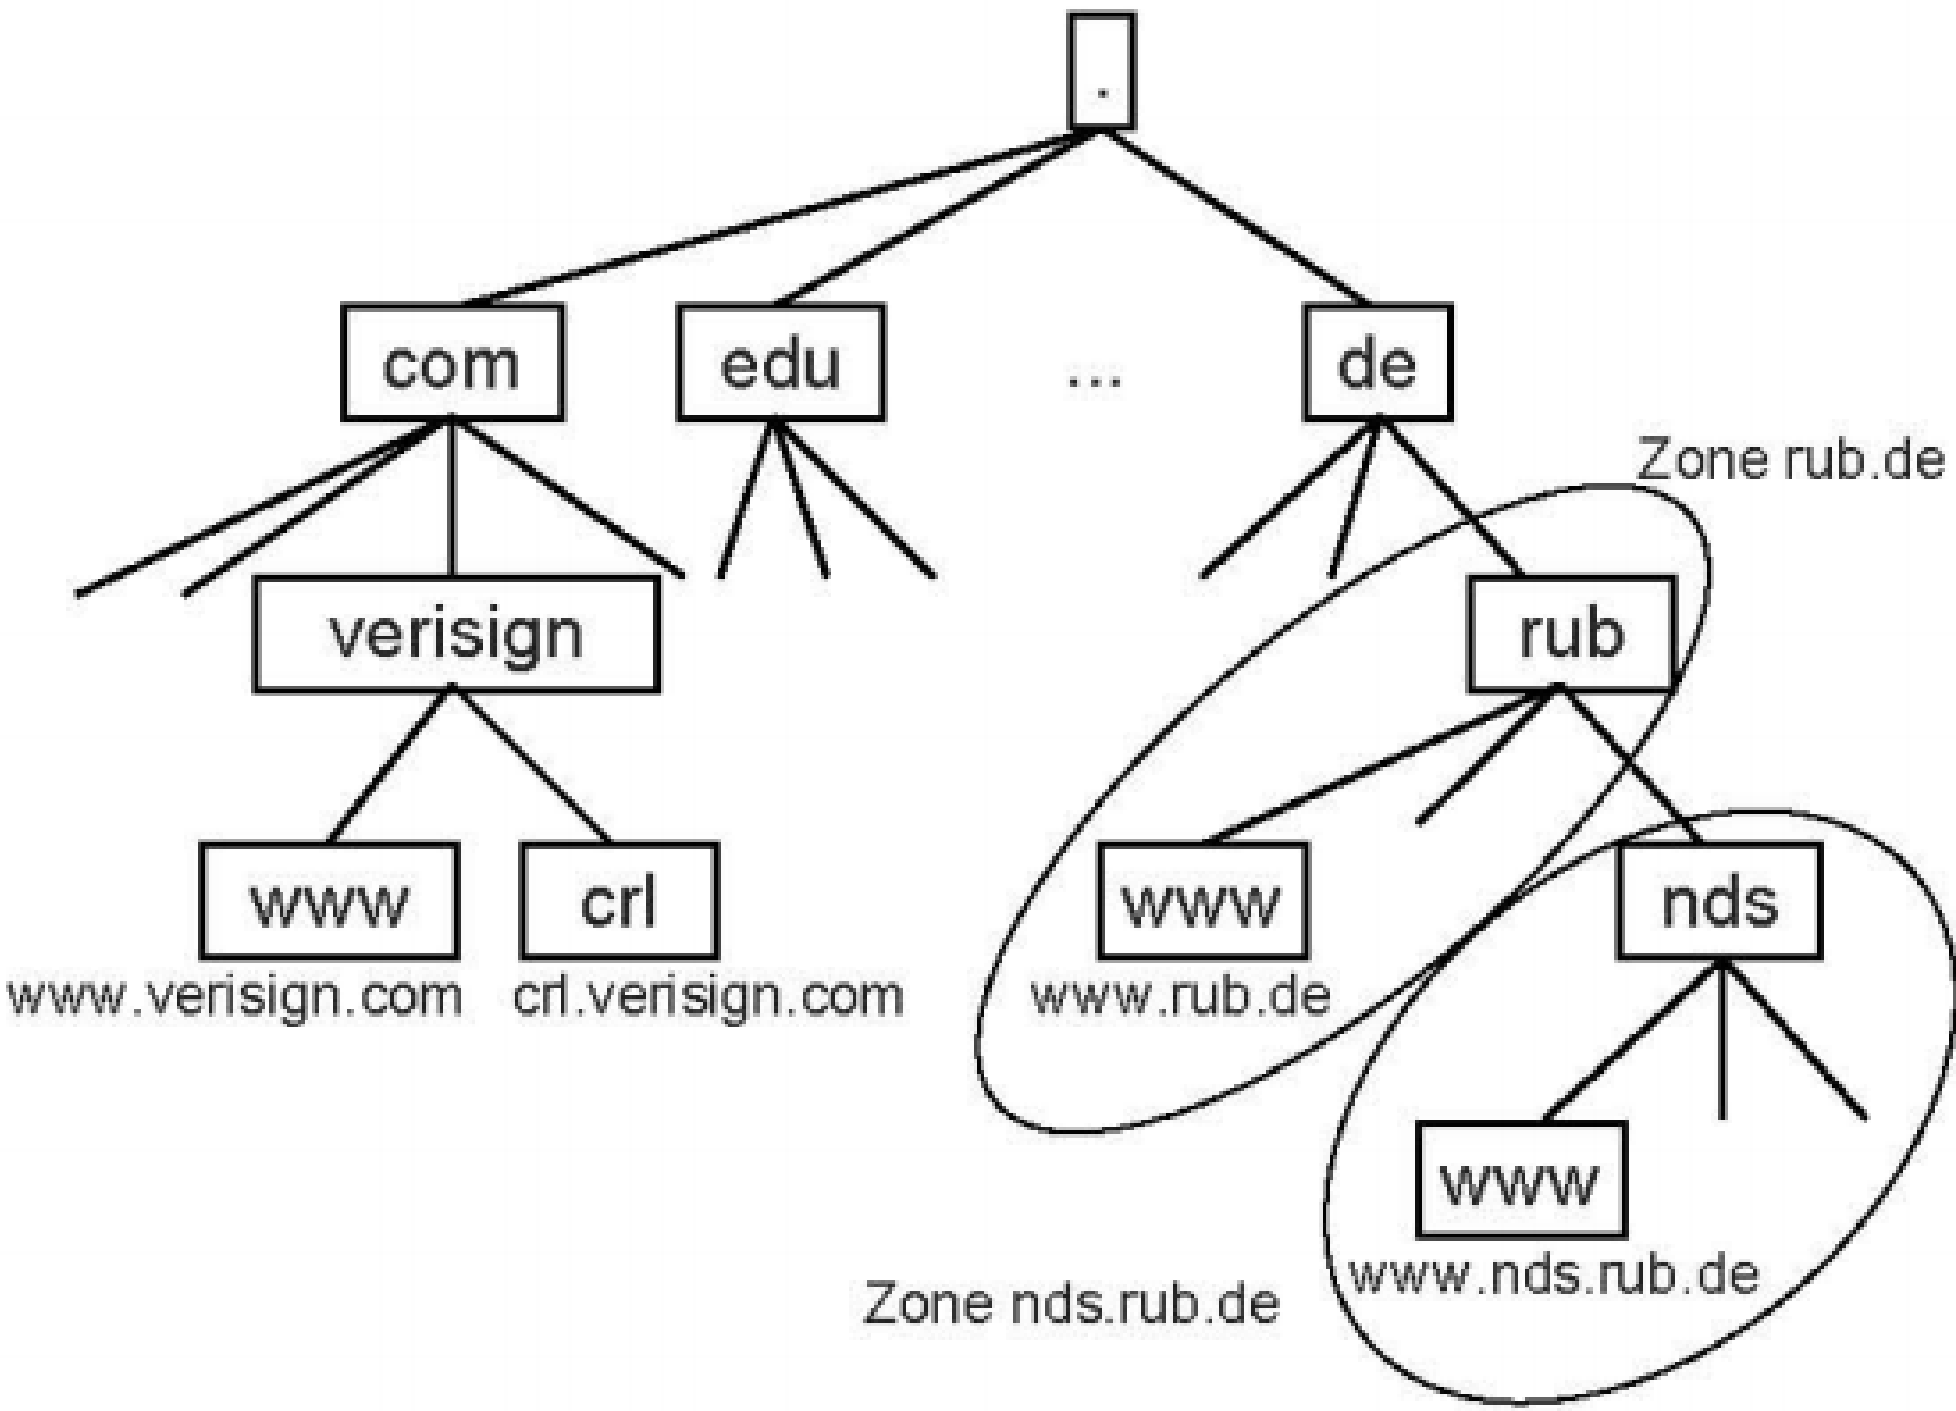 .
com
edu
...
de
Zone rub.de
verisign
rub
www
crl
www
nds
www.verisign.com
crl.verisign.com
www.rub.de
www
www.nds.rub.de
Zone nds.rub.de